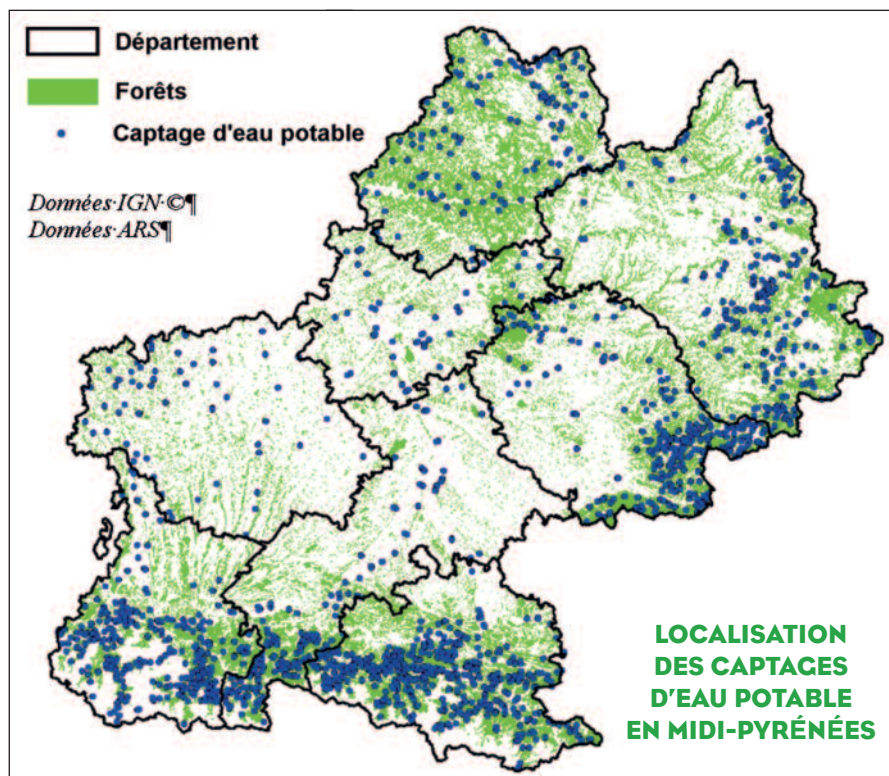 Département
Forêts
Captage d'eau potable
Données·IGN·©¶
Données·ARS¶
LOCALISATION
DES CAPTAGES
D'EAU POTABLE
EN MIDI-PYRÉNÉES